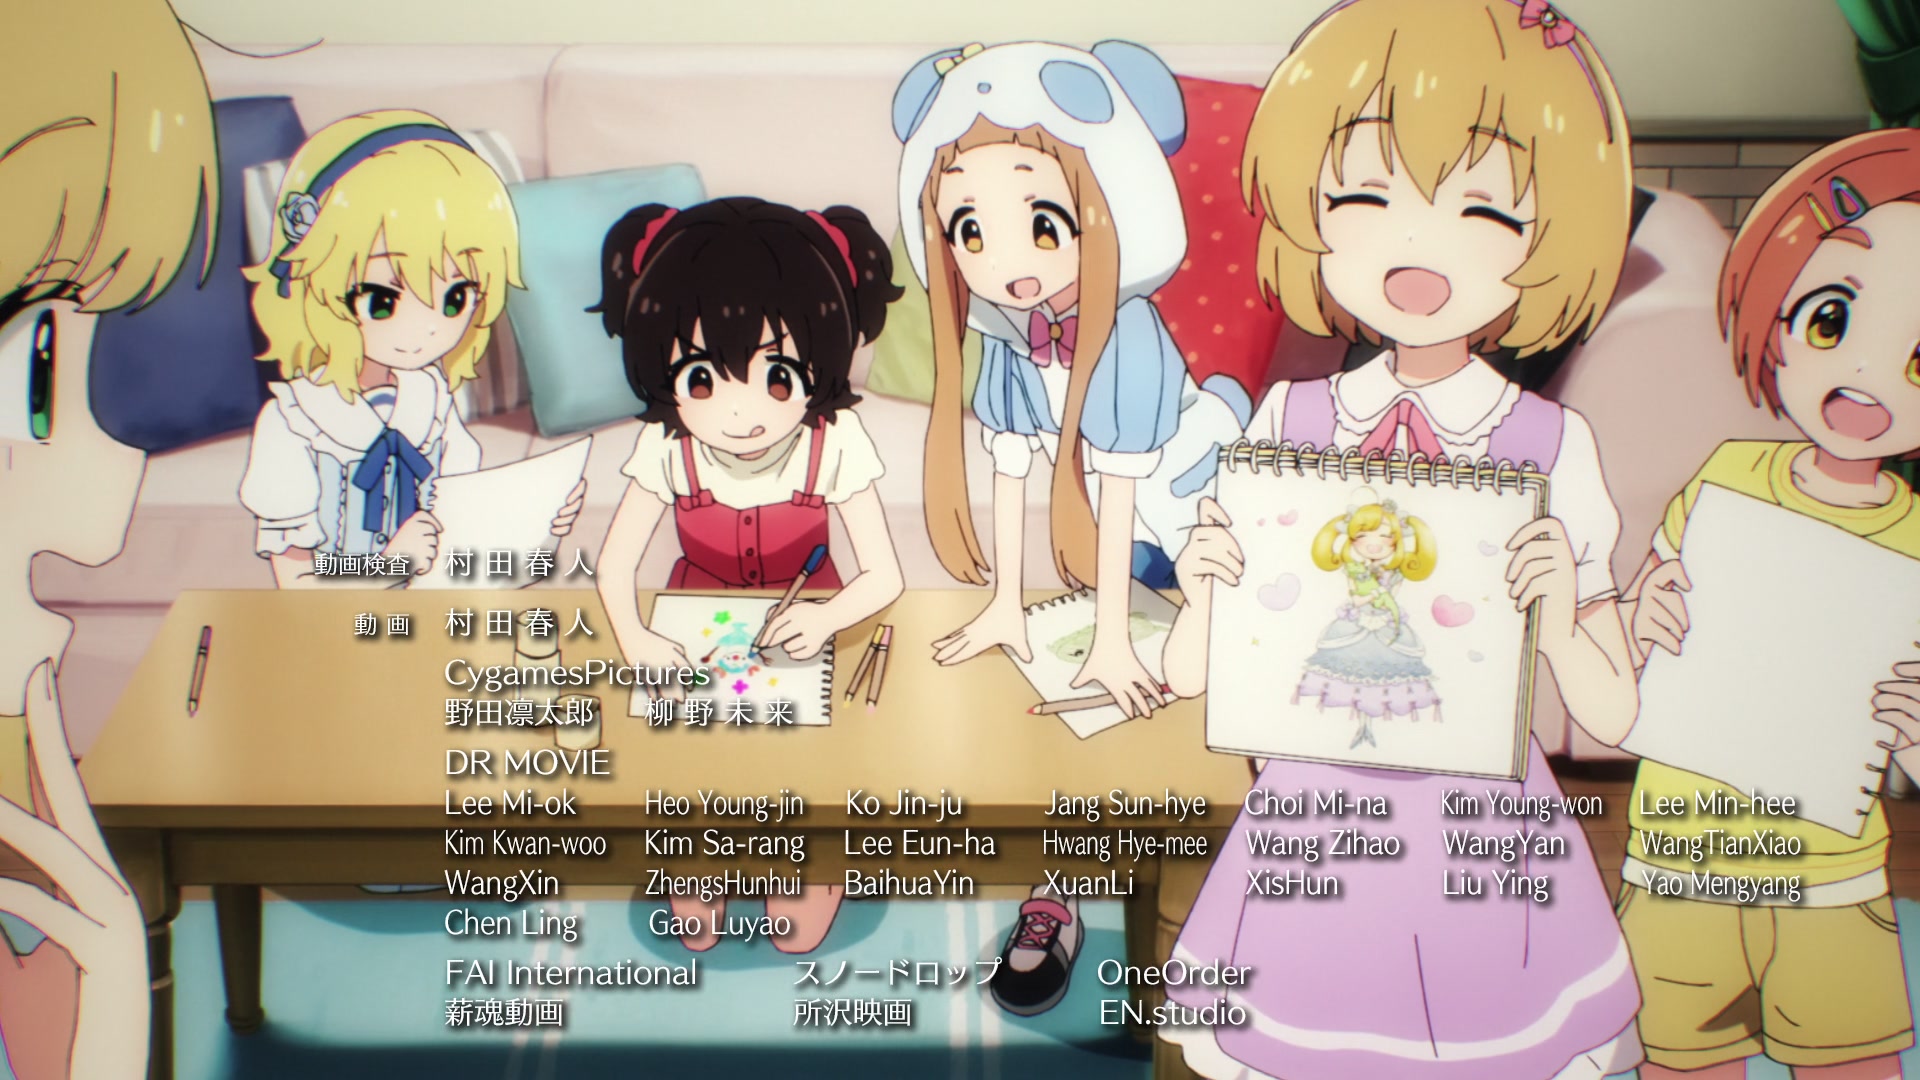 動画検査 村田春人
動画 村田春人
CygamesPictures
野田凛太郎 柳野未来
DR MOVIE
Lee Mi-ok Heo Young-jin Ko Jin-ju Jang Sun-hye Choi Mi-na Kim Young-won Lee Min-hee
Kim Kwan-woo Kim Sa-rang Lee Eun-ha Hwang Hye-mee Wang Zihao WangYan WangTianXiao
WangXin ZhengsHunhui BaihuaYin XuanLi XisHun Liu Ying Yao Mengyang
Chen Ling Gao Luyao
FAI International スノードロップ OneOrder
薪魂動画 所沢映画 EN.studio